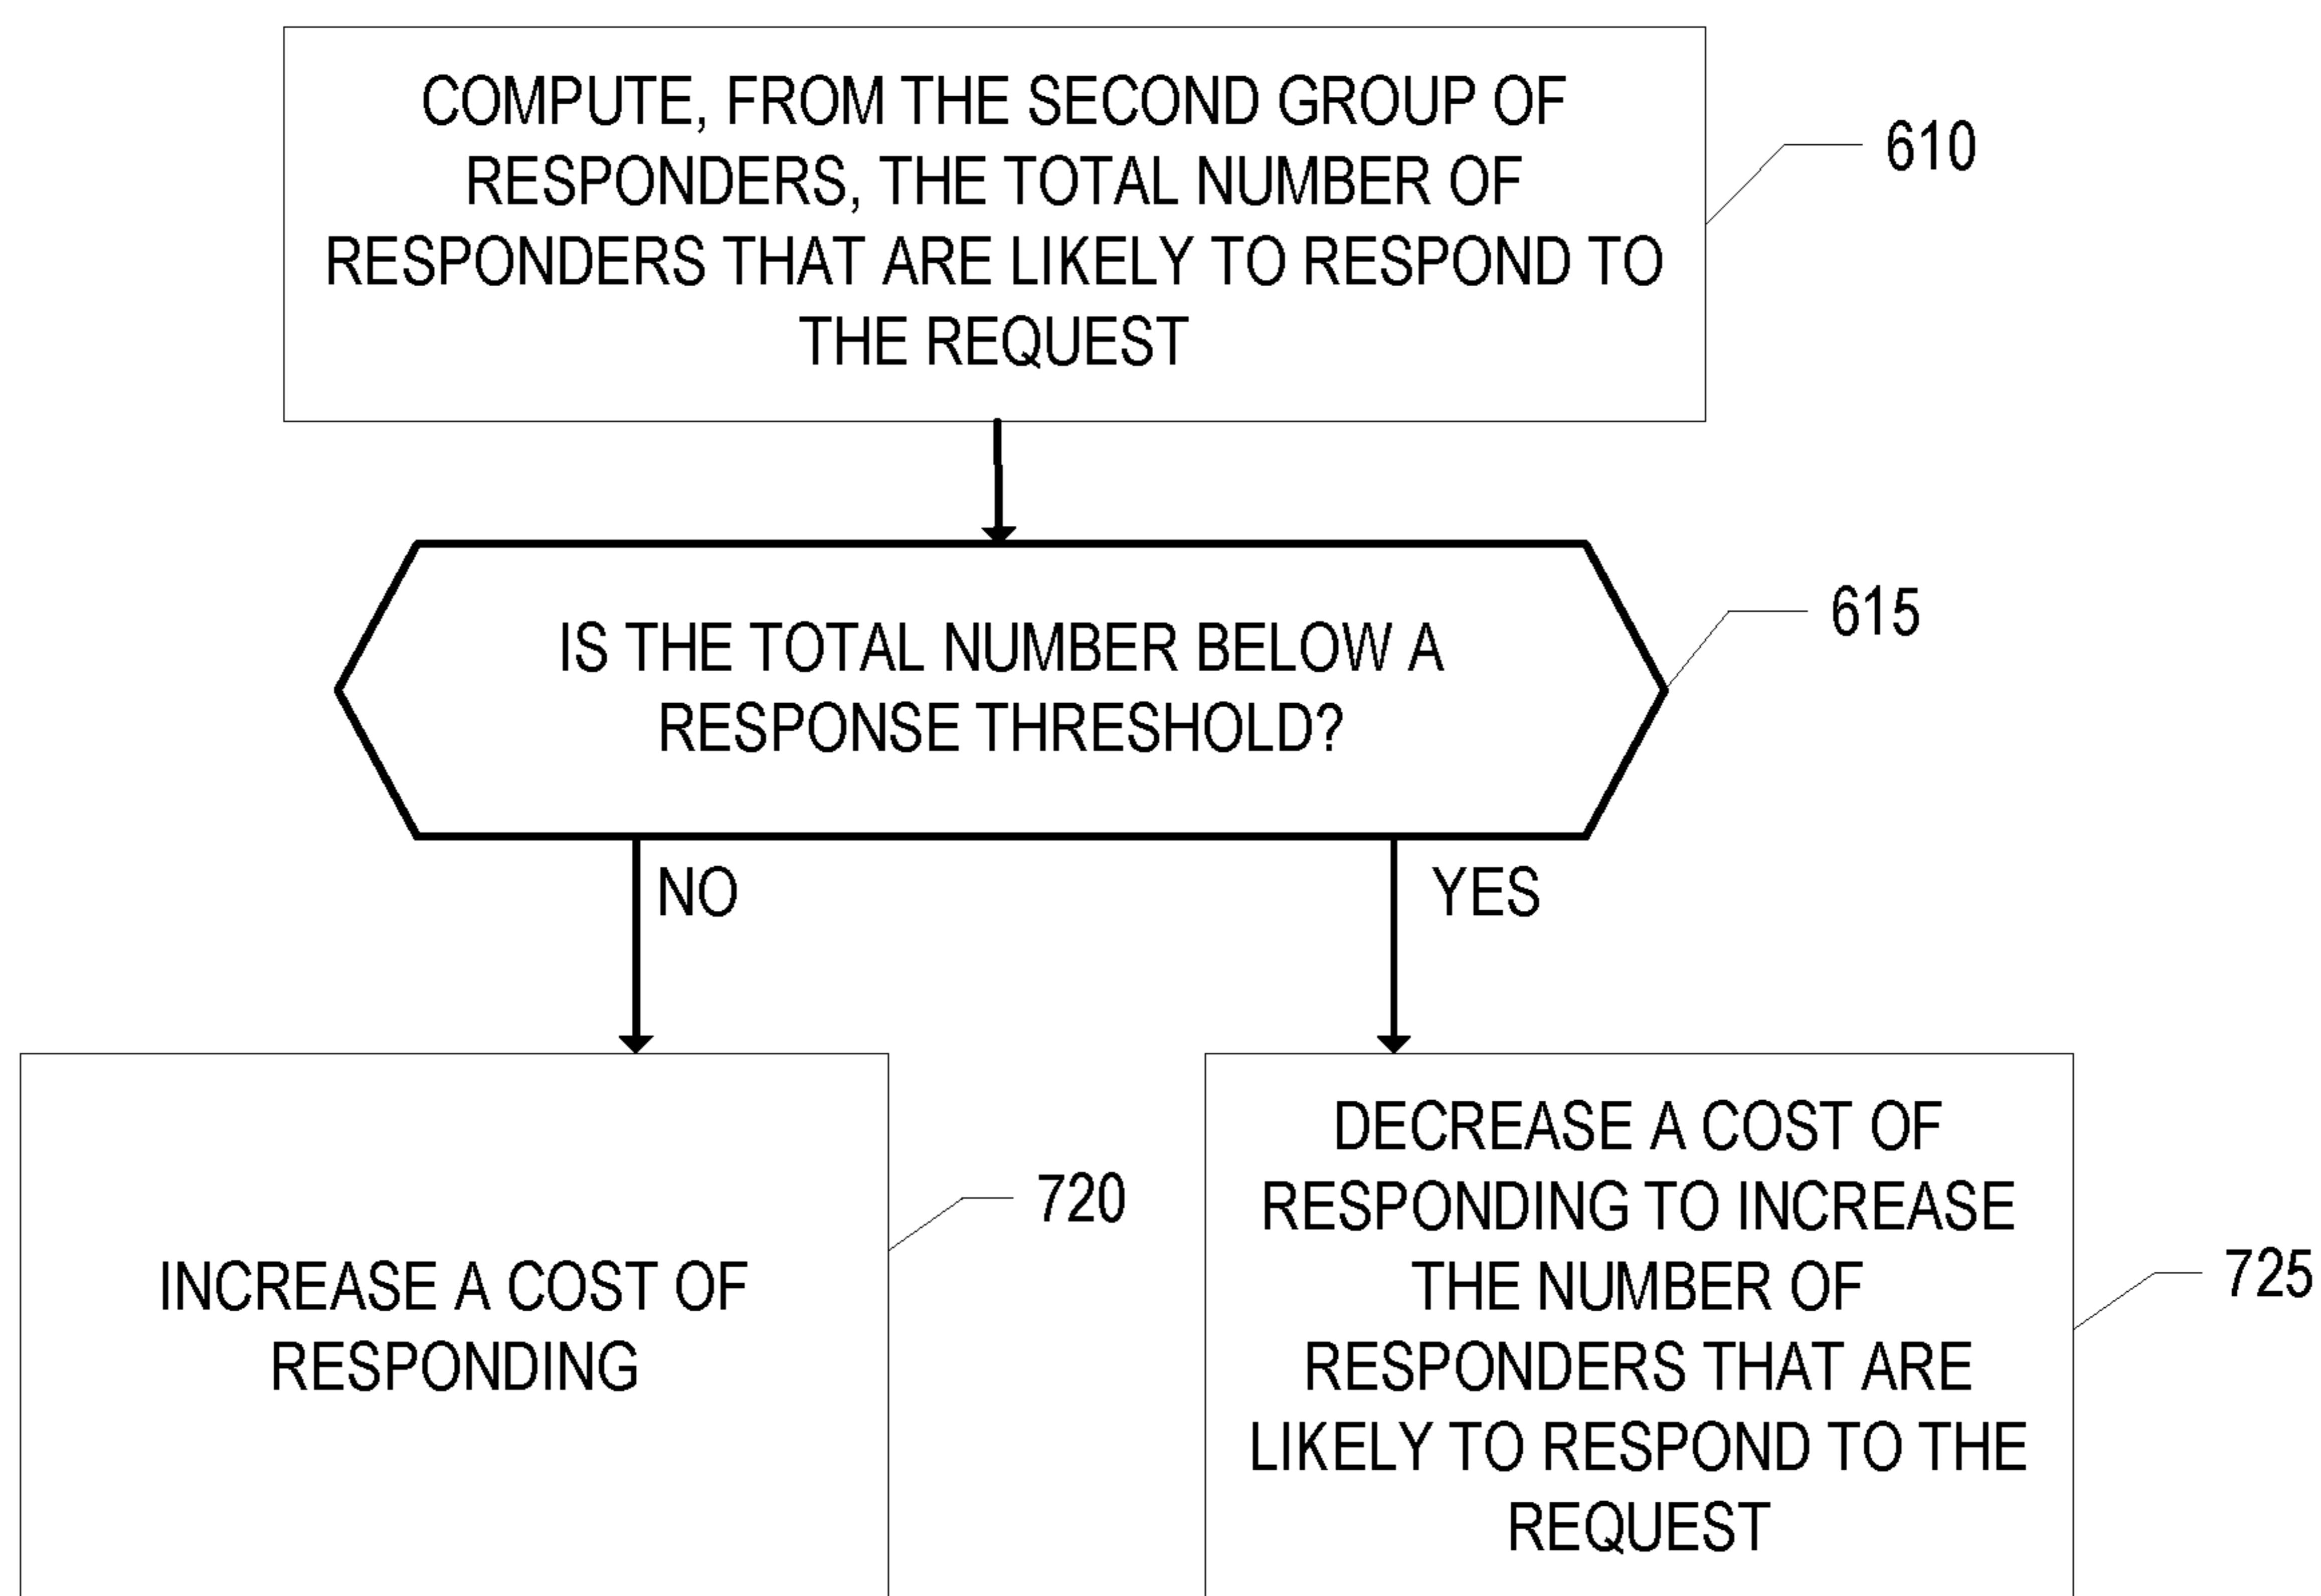 COMPUTE, FROM THE SECOND GROUP OF
RESPONDERS, THE TOTAL NUMBER OF
RESPONDERS THAT ARE LIKELY TO RESPOND TO
THE REQUEST
610
IS THE TOTAL NUMBER BELOW A
RESPONSE THRESHOLD?
615
NO
YES
INCREASE A COST OF
RESPONDING
720
DECREASE A COST OF
RESPONDING TO INCREASE
THE NUMBER OF
RESPONDERS THAT ARE
LIKELY TO RESPOND TO THE
REQUEST
725